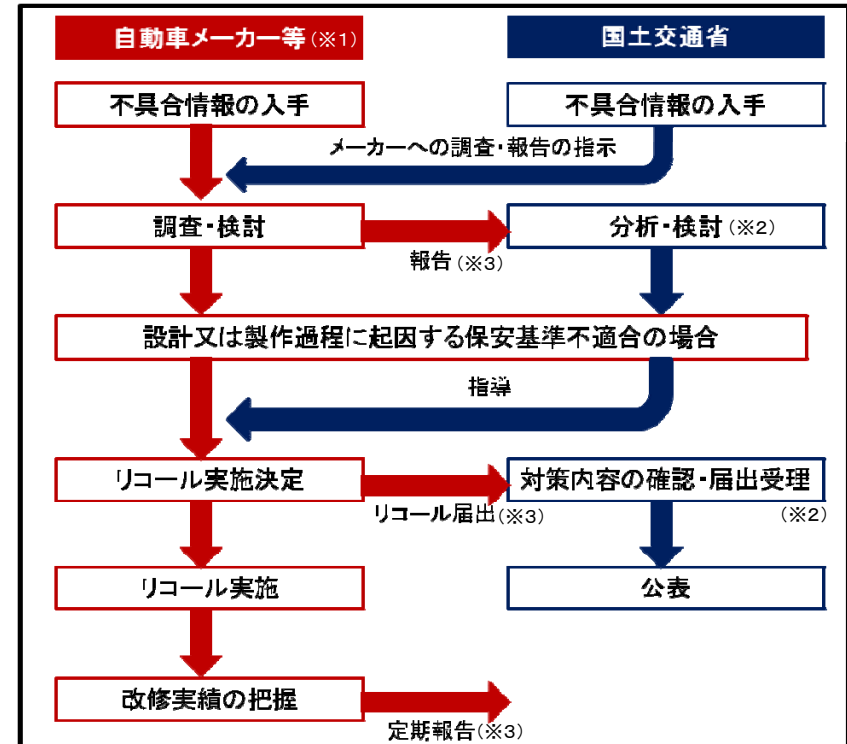 自動車メーカー等(※1)
国土交通省
不具合情報の入手
不具合情報の入手
メーカーへの調査・報告の指示
調査・検討
分析・検討(※2)
報告(※3)
設計又は製作過程に起因する保安基準不適合の場合
指導
リコール実施決定
対策内容の確認・届出受理
リコール届出(※3)
(※2)
リコール実施
公表
改修実績の把握
定期報告(※3)